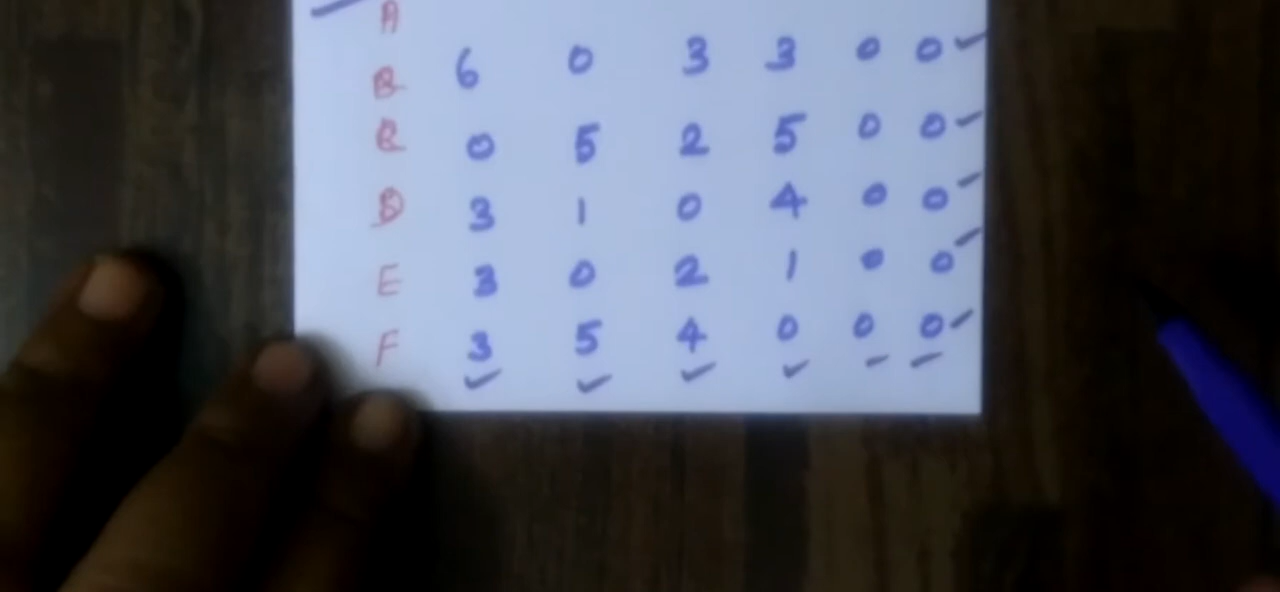 A
B 6 0 3 3 0 0 ✓
C 0 5 2 5 0 0 ✓
D 3 1 0 4 0 0 ✓
E 3 0 2 1 0 0 ✓
F 3 5 4 0 0 0 ✓
✓ ✓ ✓ ✓ ✓ ✓